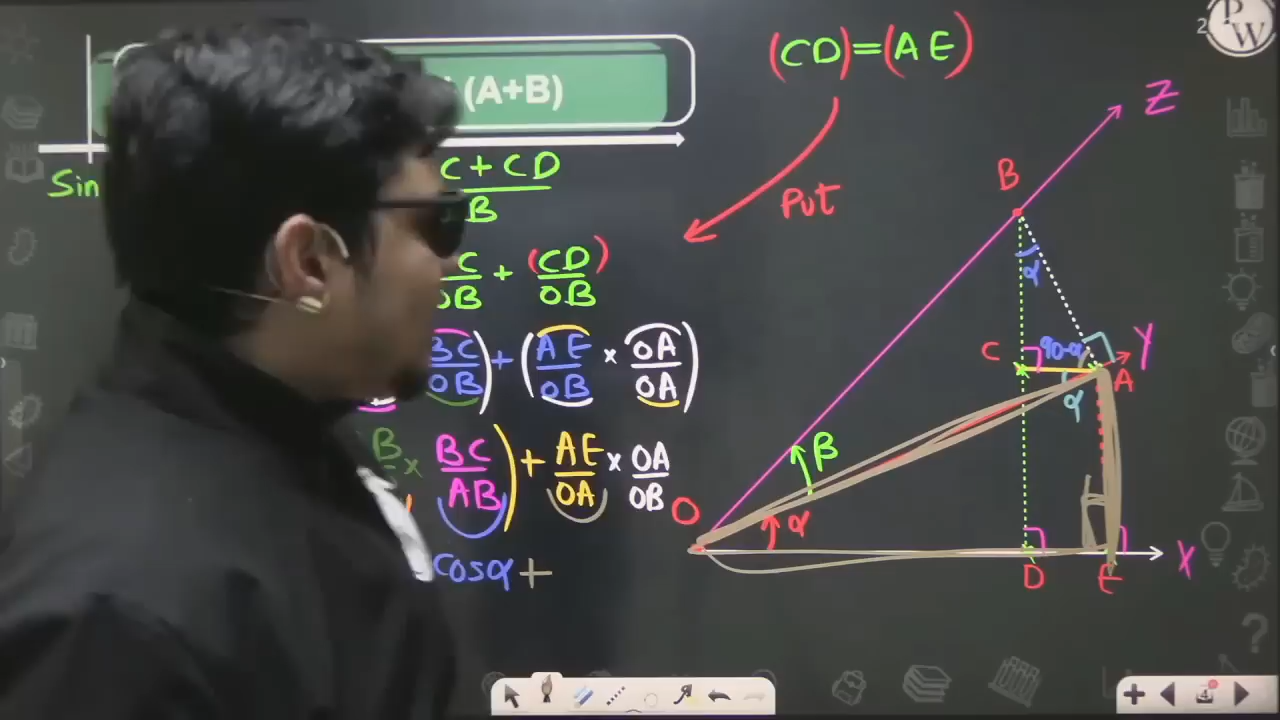 (A+B)
(CD)=(AE)
PW
Z
Sin
C+CD
B
Put
B
α
C + (CD)
OB OB
BC) + (AE × OA)
OB OB OA
C 90-α Y
A
α
B × BC) + AE × OA
AB OA OB
β
O α
cosα +
D E X